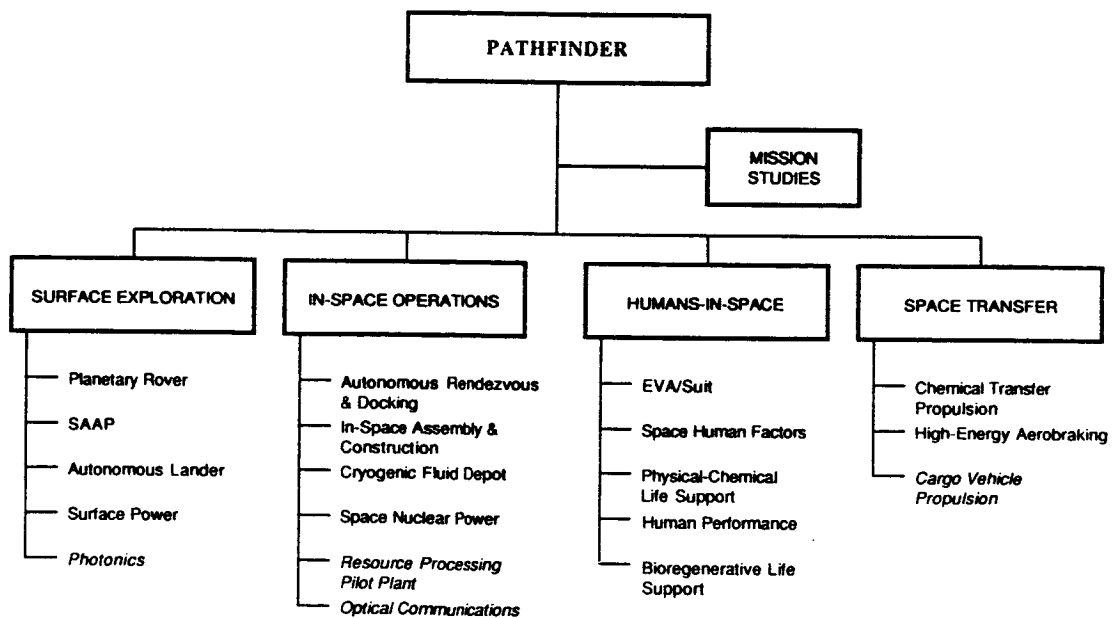 PATHFINDER
MISSION
STUDIES
SURFACE EXPLORATION
Planetary Rover
SAAP
Autonomous Lander
Surface Power
Photonics
IN-SPACE OPERATIONS
Autonomous Rendezvous
& Docking
In-Space Assembly &
Construction
Cryogenic Fluid Depot
Space Nuclear Power
Resource Processing
Pilot Plant
Optical Communications
HUMANS-IN-SPACE
EVA/Suit
Space Human Factors
Physical-Chemical
Life Support
Human Performance
Bioregenerative Life
Support
SPACE TRANSFER
Chemical Transfer
Propulsion
High-Energy Aerobraking
Cargo Vehicle
Propulsion